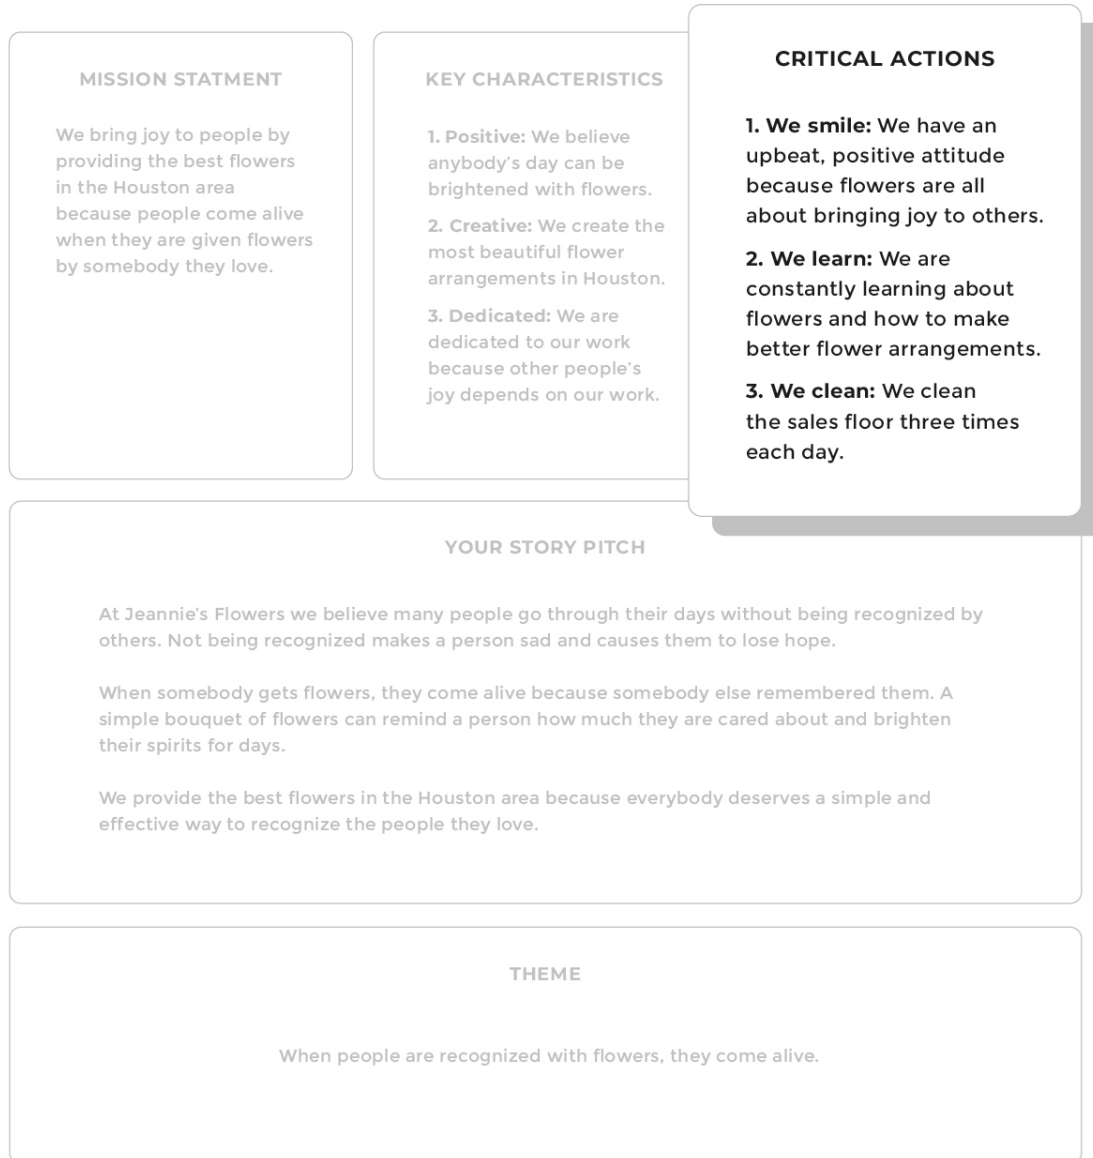 MISSION STATMENT
We bring joy to people by
providing the best flowers
in the Houston area
because people come alive
when they are given flowers
by somebody they love.
KEY CHARACTERISTICS
1. Positive: We believe
anybody’s day can be
brightened with flowers.
2. Creative: We create the
most beautiful flower
arrangements in Houston.
3. Dedicated: We are
dedicated to our work
because other people’s
joy depends on our work.
CRITICAL ACTIONS
1. We smile: We have an
upbeat, positive attitude
because flowers are all
about bringing joy to others.
2. We learn: We are
constantly learning about
flowers and how to make
better flower arrangements.
3. We clean: We clean
the sales floor three times
each day.
YOUR STORY PITCH
At Jeannie’s Flowers we believe many people go through their days without being recognized by
others. Not being recognized makes a person sad and causes them to lose hope.
When somebody gets flowers, they come alive because somebody else remembered them. A
simple bouquet of flowers can remind a person how much they are cared about and brighten
their spirits for days.
We provide the best flowers in the Houston area because everybody deserves a simple and
effective way to recognize the people they love.
THEME
When people are recognized with flowers, they come alive.